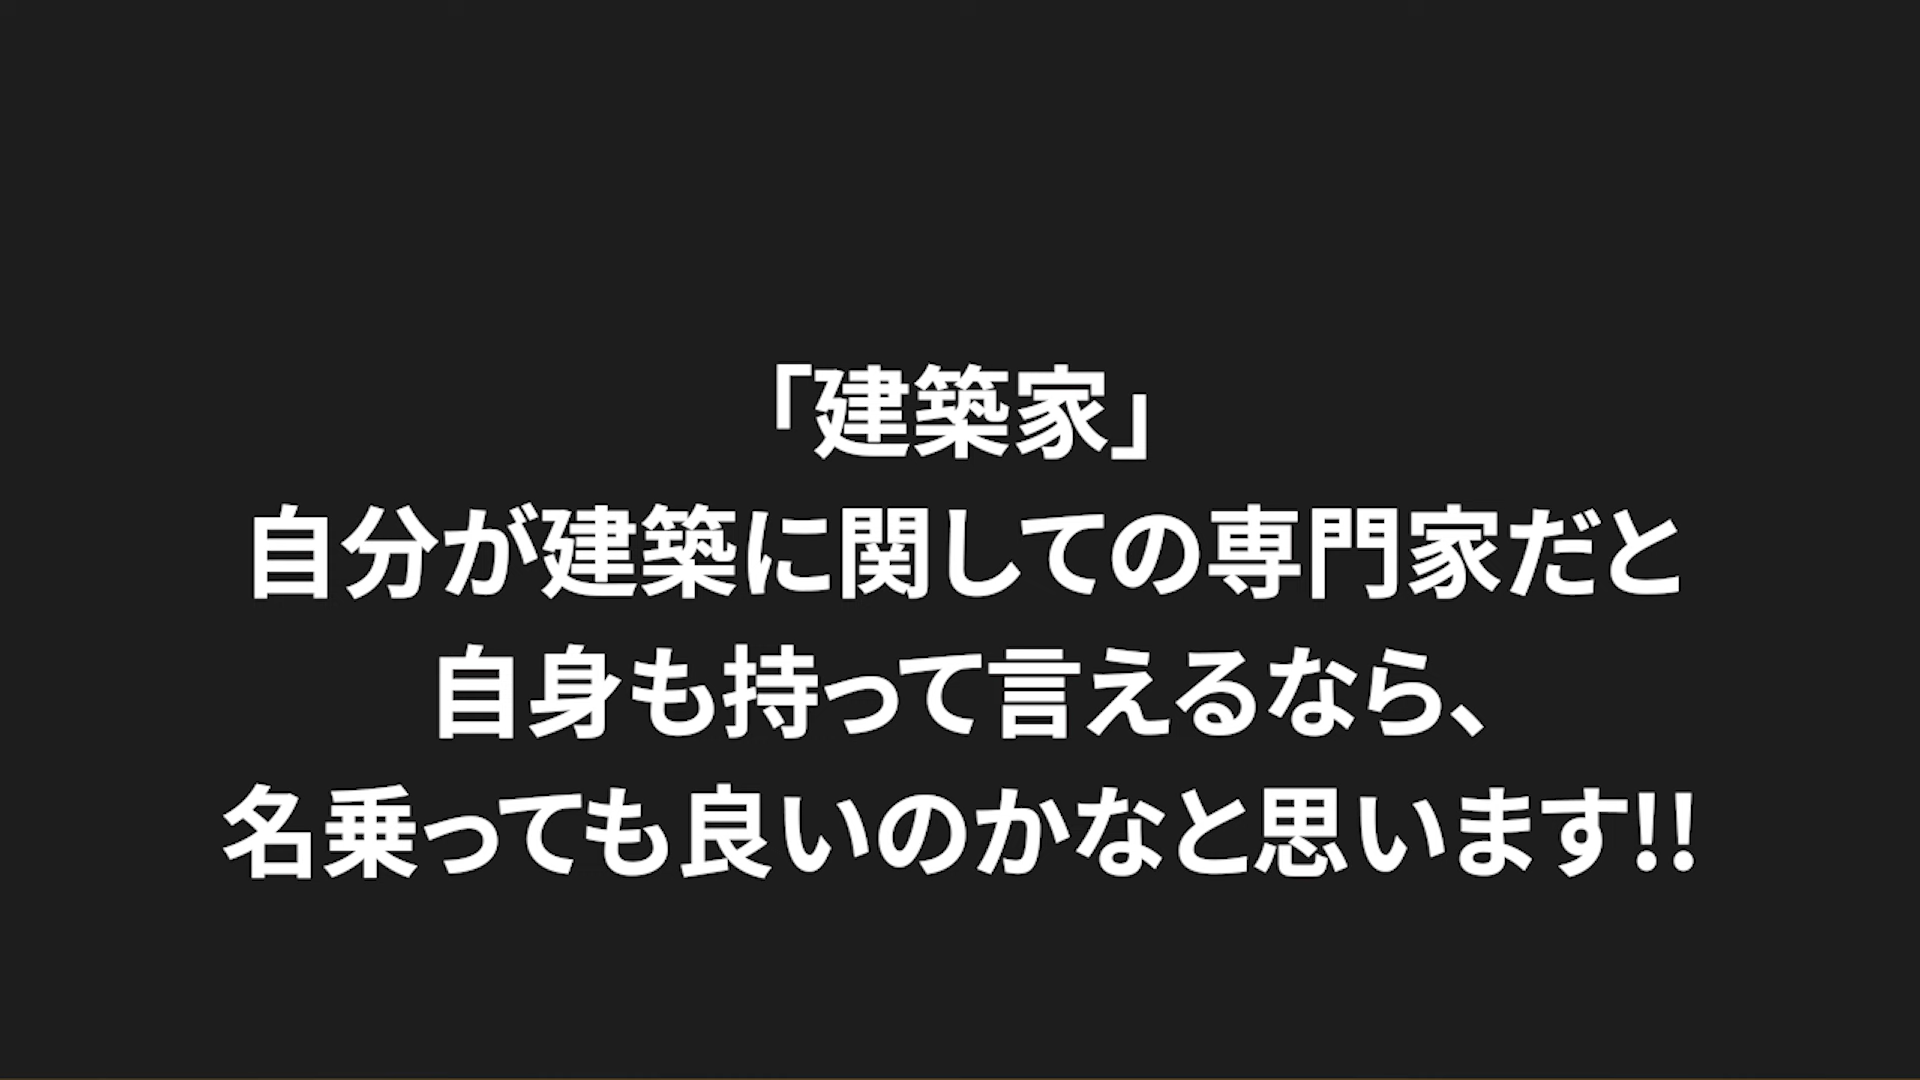 「建築家」
自分が建築に関しての専門家だと
自身も持って言えるなら、
名乗っても良いのかなと思います!!